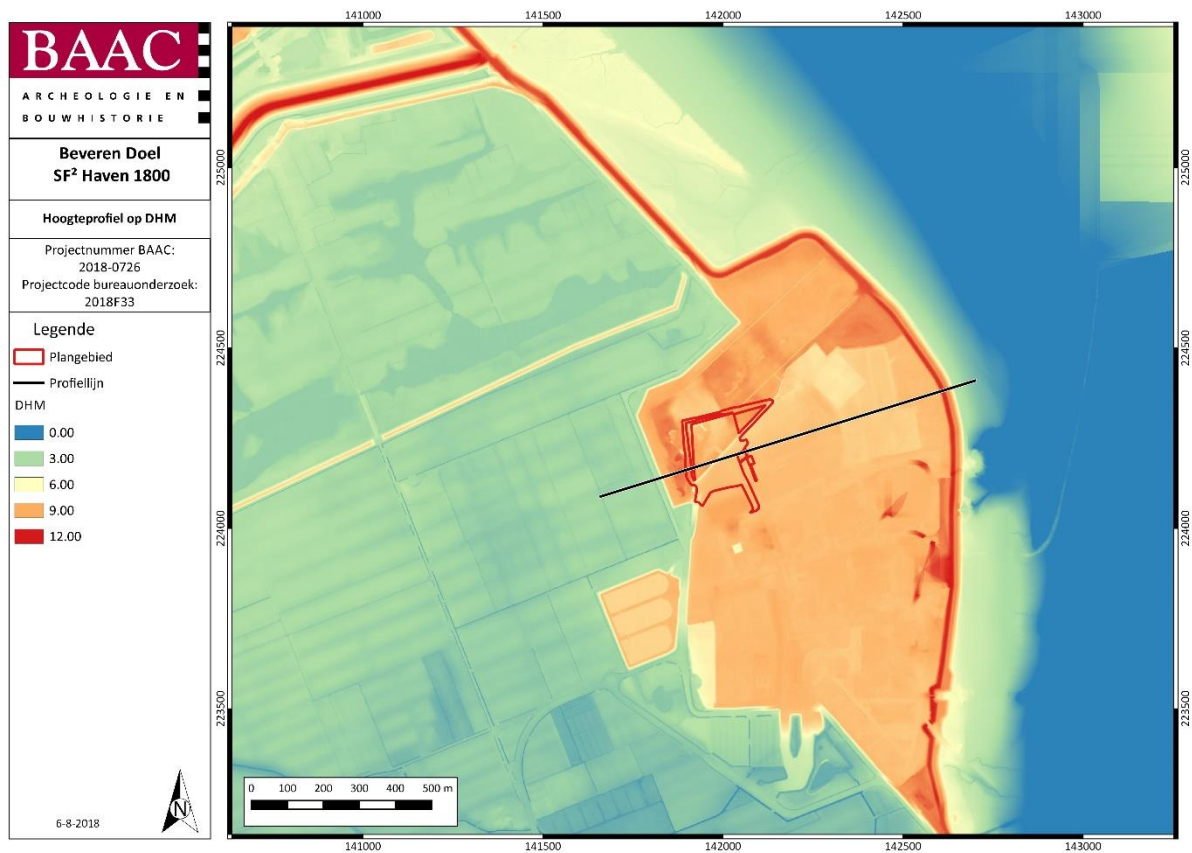 BAAC
ARCHEOLOGIE EN
BOUWHISTORIE
Beveren Doel
SF² Haven 1800
Hoogteprofiel op DHM
Projectnummer BAAC:
2018-0726
Projectcode bureauonderzoek:
2018F33
Legende
Plangebied
Profiellijn
DHM
0.00
3.00
6.00
9.00
12.00
6-8-2018
N
141000 141500 142000 142500 143000
225000 225000
224500 224500
224000 224000
223500 223500
0 100 200 300 400 500 m
141000 141500 142000 142500 143000